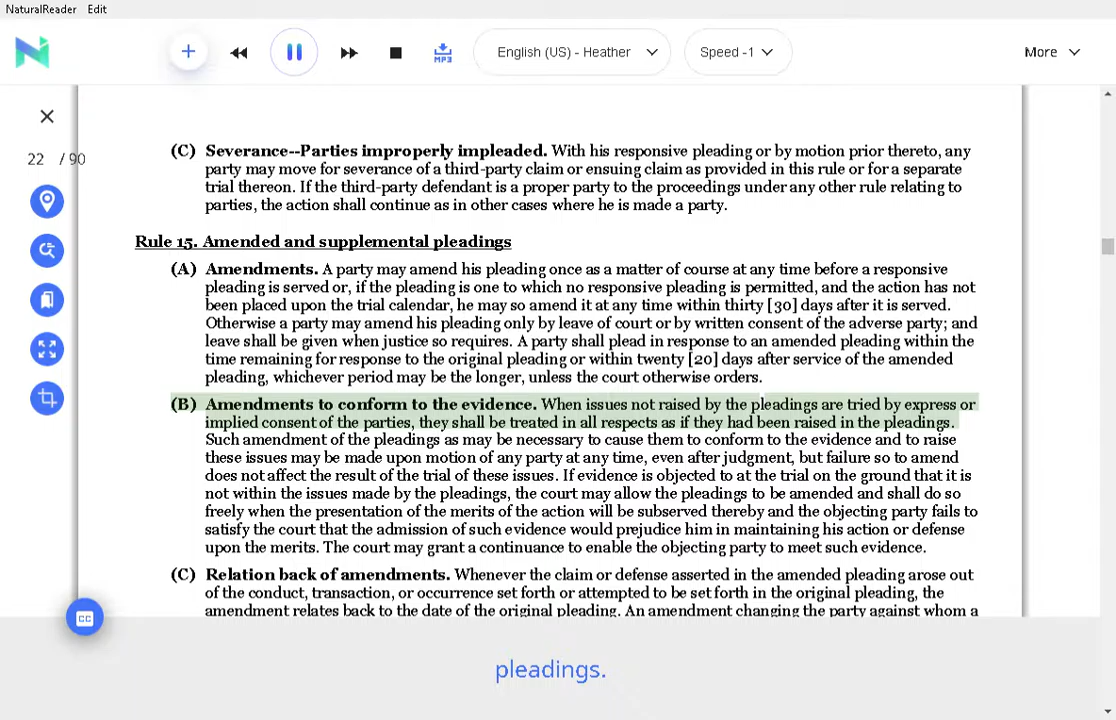 NaturalReader Edit
MP3
English (US) - Heather
Speed -1
More
22 / 90
(C) Severance--Parties improperly impleaded. With his responsive pleading or by motion prior thereto, any
party may move for severance of a third-party claim or ensuing claim as provided in this rule or for a separate
trial thereon. If the third-party defendant is a proper party to the proceedings under any other rule relating to
parties, the action shall continue as in other cases where he is made a party.
Rule 15. Amended and supplemental pleadings
(A) Amendments. A party may amend his pleading once as a matter of course at any time before a responsive
pleading is served or, if the pleading is one to which no responsive pleading is permitted, and the action has not
been placed upon the trial calendar, he may so amend it at any time within thirty [30] days after it is served.
Otherwise a party may amend his pleading only by leave of court or by written consent of the adverse party; and
leave shall be given when justice so requires. A party shall plead in response to an amended pleading within the
time remaining for response to the original pleading or within twenty [20] days after service of the amended
pleading, whichever period may be the longer, unless the court otherwise orders.
(B) Amendments to conform to the evidence. When issues not raised by the pleadings are tried by express or
implied consent of the parties, they shall be treated in all respects as if they had been raised in the pleadings.
Such amendment of the pleadings as may be necessary to cause them to conform to the evidence and to raise
these issues may be made upon motion of any party at any time, even after judgment, but failure so to amend
does not affect the result of the trial of these issues. If evidence is objected to at the trial on the ground that it is
not within the issues made by the pleadings, the court may allow the pleadings to be amended and shall do so
freely when the presentation of the merits of the action will be subserved thereby and the objecting party fails to
satisfy the court that the admission of such evidence would prejudice him in maintaining his action or defense
upon the merits. The court may grant a continuance to enable the objecting party to meet such evidence.
(C) Relation back of amendments. Whenever the claim or defense asserted in the amended pleading arose out
of the conduct, transaction, or occurrence set forth or attempted to be set forth in the original pleading, the
amendment relates back to the date of the original pleading. An amendment changing the party against whom a
CC
pleadings.